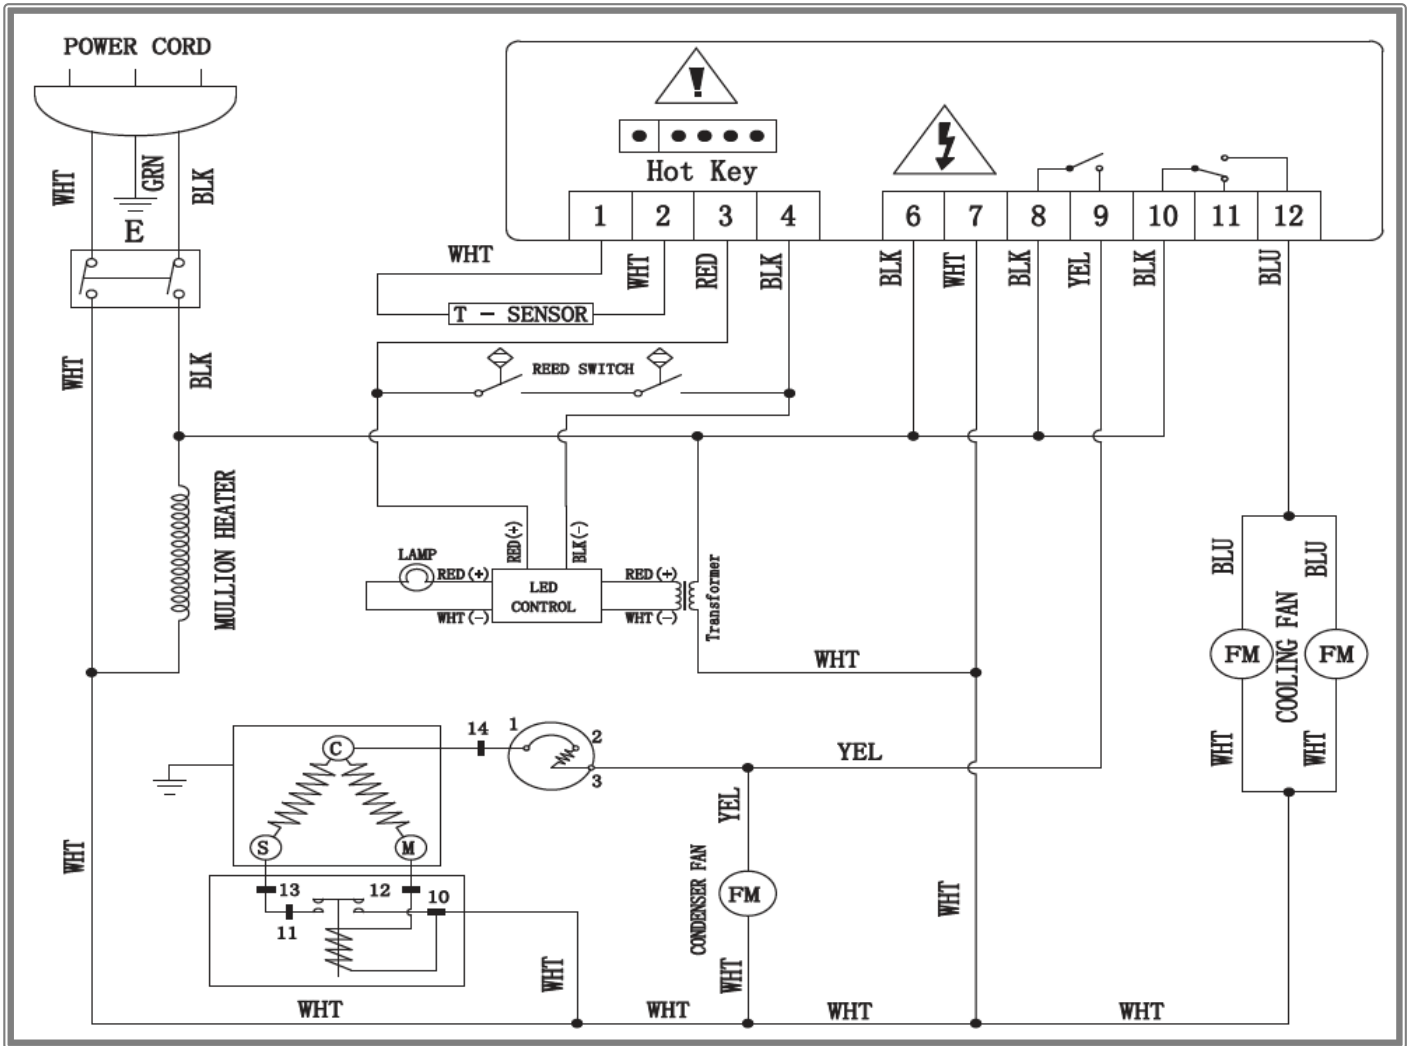 POWER CORD
WHT
GRN
BLK
E
Hot Key
1 2 3 4
6 7 8 9 10 11 12
WHT
WHT
RED
BLK
BLK
WHT
BLK
YEL
BLK
BLU
T - SENSOR
WHT
BLK
REED SWITCH
MULLION HEATER
LAMP
RED(+)
WHT(-)
RED(+)
BLK(-)
LED
CONTROL
RED(+)
WHT(-)
Transformer
WHT
BLU
BLU
FM
FM
COOLING FAN
WHT
WHT
14
1
2
3
YEL
C
S
M
YEL
CONDENSER FAN
FM
WHT
WHT
13
12
10
11
WHT
WHT
WHT
WHT
WHT
WHT